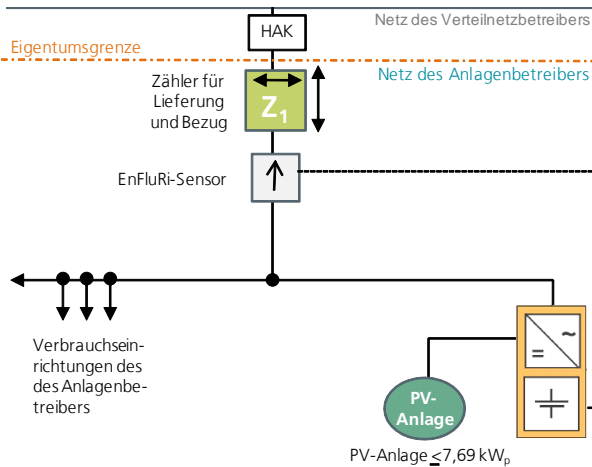 Netz des Verteilnetzbetreibers
HAK
Eigentumsgrenze
Netz des Anlagenbetreibers
Zähler für
Lieferung
und Bezug
Z1
EnFluRi-Sensor
Verbrauchsein-
richtungen des
des Anlagenbe-
treibers
PV-
Anlage
PV-Anlage ≤7,69 kWp